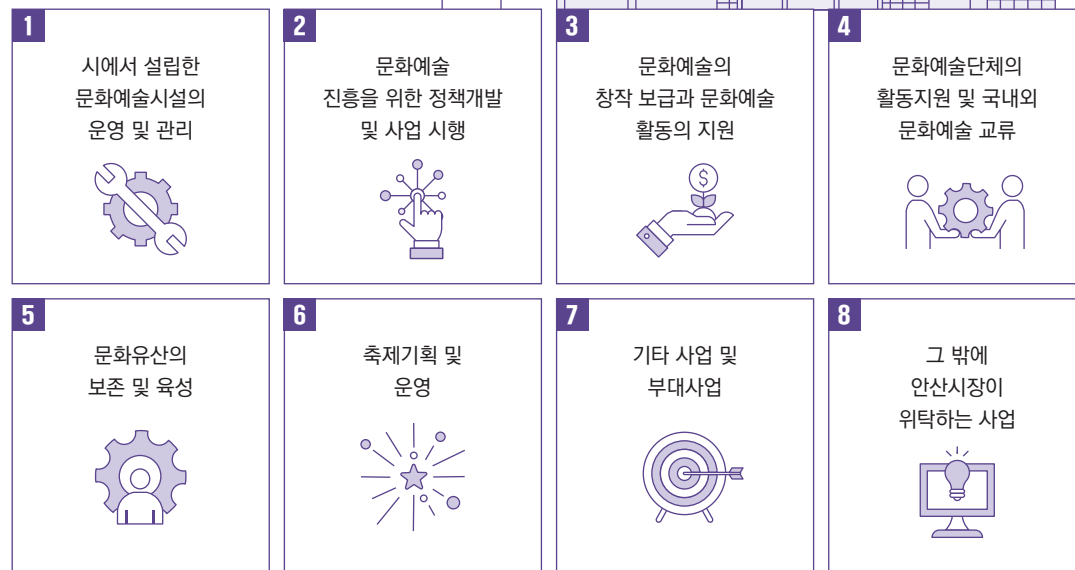 1
시에서 설립한
문화예술시설의
운영 및 관리
2
문화예술
진흥을 위한 정책개발
및 사업 시행
3
문화예술의
창작 보급과 문화예술
활동의 지원
$
4
문화예술단체의
활동지원 및 국내외
문화예술 교류
5
문화유산의
보존 및 육성
6
축제기획 및
운영
7
기타 사업 및
부대사업
8
그 밖에
안산시장이
위탁하는 사업